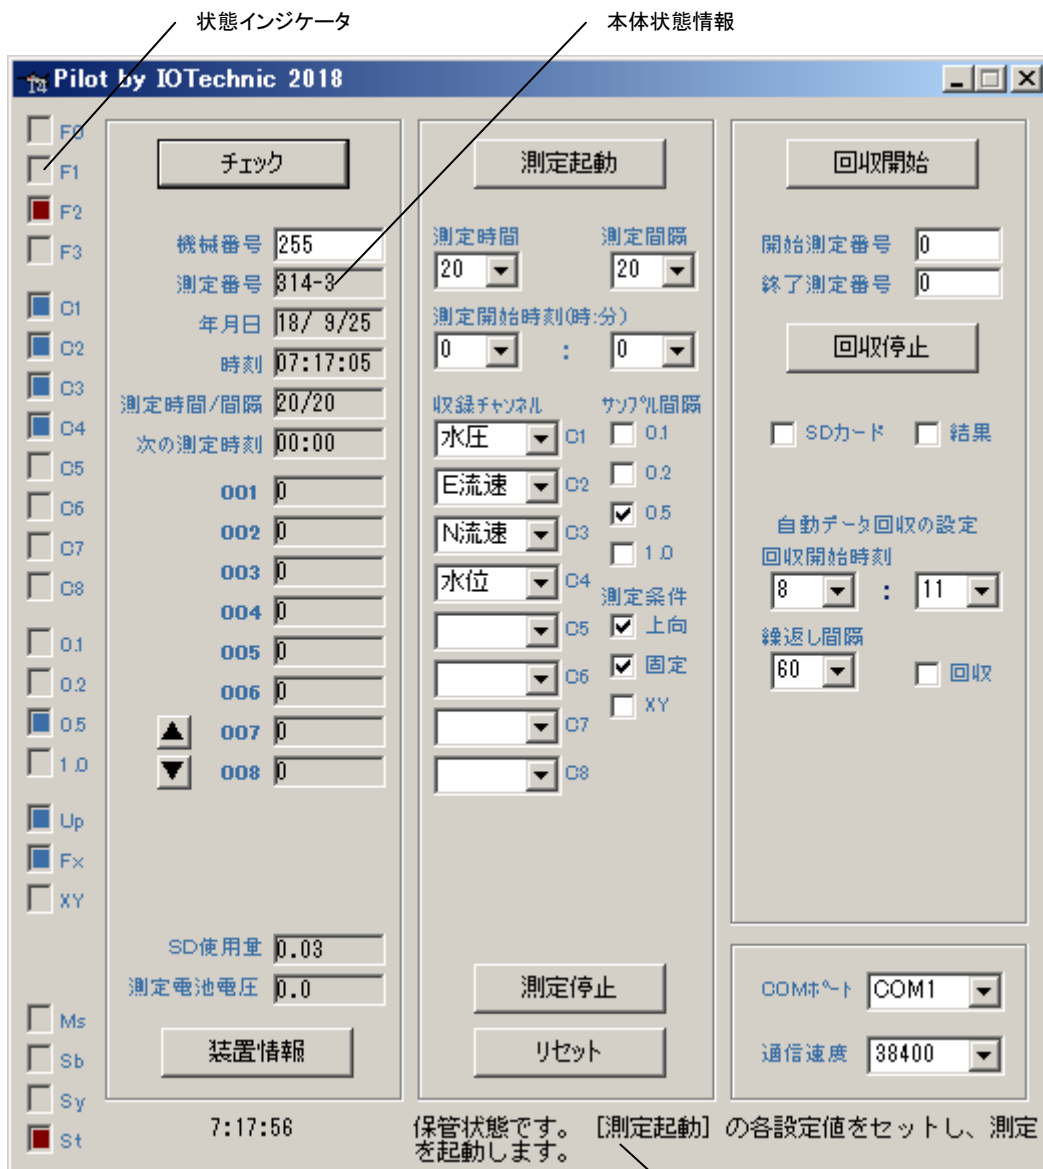 状態インジケータ
本体状態情報
Pilot by IOTechnic 2018
F0
F1
F2
F3
C1
C2
C3
C4
C5
C6
C7
C8
0.1
0.2
0.5
1.0
Up
Fx
XY
Ms
Sb
Sy
St
チェック
機械番号 255
測定番号 314-3
年月日 18/ 9/25
時刻 07:17:05
測定時間/間隔 20/20
次の測定時刻 00:00
001 0
002 0
003 0
004 0
005 0
006 0
▲ 007 0
▼ 008 0
SD使用量 0.03
測定電池電圧 0.0
装置情報
7:17:56
測定起動
測定時間 測定間隔
20 20
測定開始時刻(時:分)
0 : 0
収録チャンネル サンプル間隔
水圧 C1 0.1
E流速 C2 0.2
N流速 C3 0.5
1.0
水位 C4
測定条件
C5 上向
C6 固定
C7 XY
C8
測定停止
リセット
回収開始
開始測定番号 0
終了測定番号 0
回収停止
SDカード 結果
自動データ回収の設定
回収開始時刻
8 : 11
繰返し間隔
60 回収
COMポート COM1
通信速度 38400
保管状態です。 [測定起動] の各設定値をセットし、測定
を起動します。